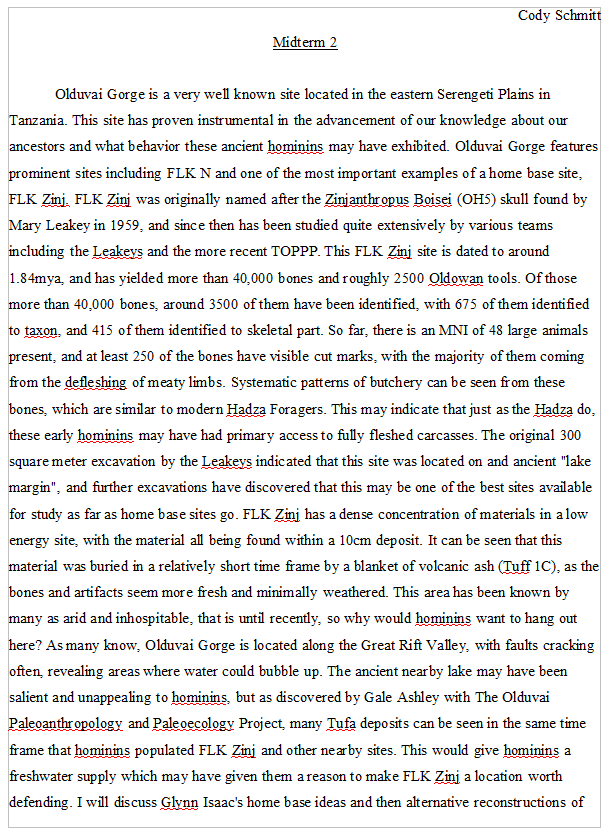 Cody Schmitt
Midterm 2
Olduvai Gorge is a very well known site located in the eastern Serengeti Plains in
Tanzania. This site has proven instrumental in the advancement of our knowledge about our
ancestors and what behavior these ancient hominins may have exhibited. Olduvai Gorge features
prominent sites including FLK N and one of the most important examples of a home base site,
FLK Zinj. FLK Zinj was originally named after the Zinjanthropus Boisei (OH5) skull found by
Mary Leakey in 1959, and since then has been studied quite extensively by various teams
including the Leakeys and the more recent TOPPP. This FLK Zinj site is dated to around
1.84mya, and has yielded more than 40,000 bones and roughly 2500 Oldowan tools. Of those
more than 40,000 bones, around 3500 of them have been identified, with 675 of them identified
to taxon, and 415 of them identified to skeletal part. So far, there is an MNI of 48 large animals
present, and at least 250 of the bones have visible cut marks, with the majority of them coming
from the defleshing of meaty limbs. Systematic patterns of butchery can be seen from these
bones, which are similar to modern Hadza Foragers. This may indicate that just as the Hadza do,
these early hominins may have had primary access to fully fleshed carcasses. The original 300
square meter excavation by the Leakeys indicated that this site was located on and ancient "lake
margin", and further excavations have discovered that this may be one of the best sites available
for study as far as home base sites go. FLK Zinj has a dense concentration of materials in a low
energy site, with the material all being found within a 10cm deposit. It can be seen that this
material was buried in a relatively short time frame by a blanket of volcanic ash (Tuff 1C), as the
bones and artifacts seem more fresh and minimally weathered. This area has been known by
many as arid and inhospitable, that is until recently, so why would hominins want to hang out
here? As many know, Olduvai Gorge is located along the Great Rift Valley, with faults cracking
often, revealing areas where water could bubble up. The ancient nearby lake may have been
salient and unappealing to hominins, but as discovered by Gale Ashley with The Olduvai
Paleoanthropology and Paleoecology Project, many Tufa deposits can be seen in the same time
frame that hominins populated FLK Zinj and other nearby sites. This would give hominins a
freshwater supply which may have given them a reason to make FLK Zinj a location worth
defending. I will discuss Glynn Isaac's home base ideas and then alternative reconstructions of